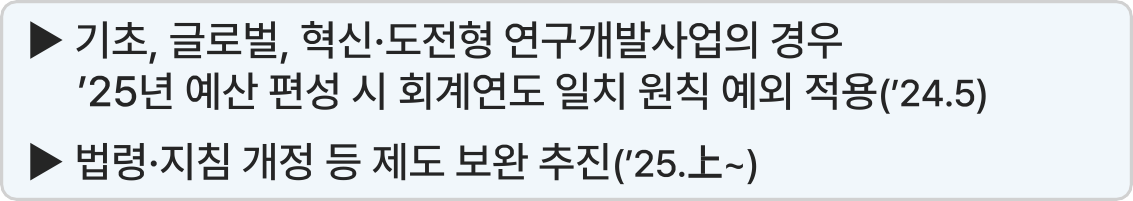 ▶ 기초, 글로벌, 혁신·도전형 연구개발사업의 경우
’25년 예산 편성 시 회계연도 일치 원칙 예외 적용(’24.5)
▶ 법령·지침 개정 등 제도 보완 추진(’25.上~)